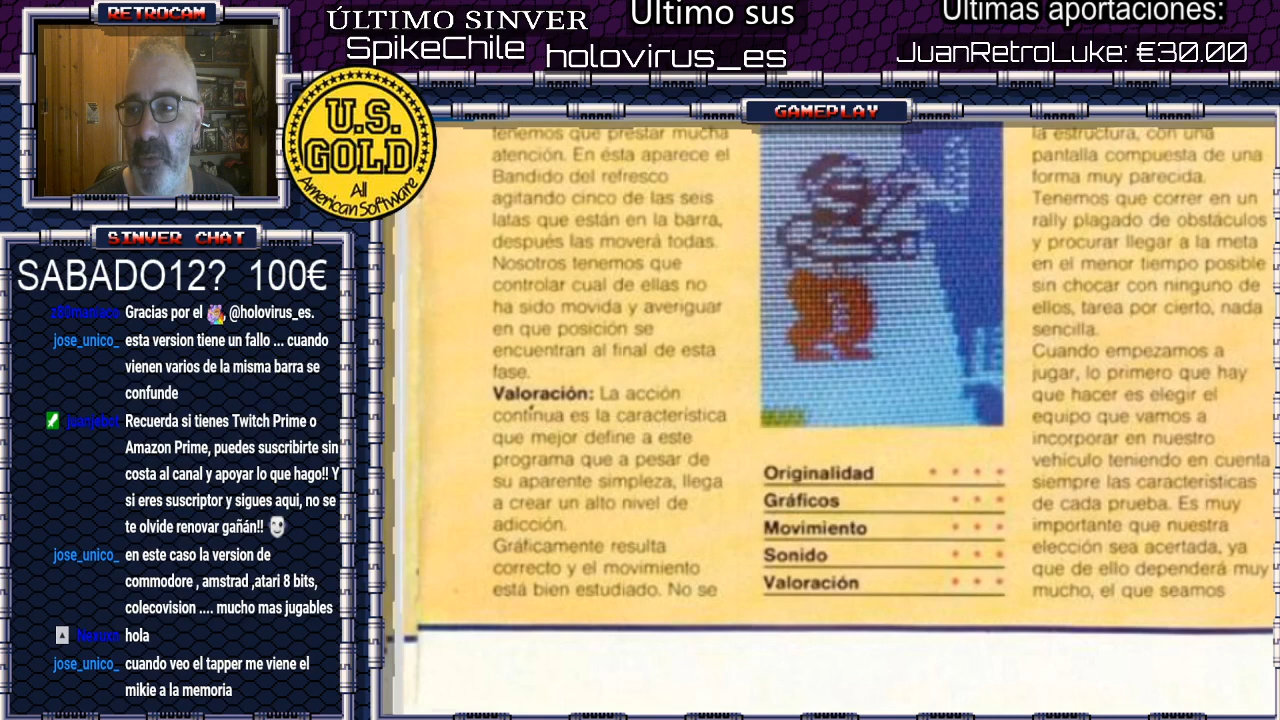 RETROCAM
ÚLTIMO SINVER
SpikeChile
Último sus
holovirus_es
Últimas aportaciones:
JuanRetroLuke: €30.00
U.S.
GOLD
All
American Software
SINVER CHAT
SABADO12? 100€
z80maniaco Gracias por el @holovirus_es.
jose_unico_ esta version tiene un fallo ... cuando
vienen varios de la misma barra se
confunde
juanjebot Recuerda si tienes Twitch Prime o
Amazon Prime, puedes suscribirte sin
costa al canal y apoyar lo que hago!! Y
si eres suscriptor y sigues aqui, no se
te olvide renovar gañán!!
jose_unico_ en este caso la version de
commodore , amstrad ,atari 8 bits,
colecovision .... mucho mas jugables
hola
jose_unico_ cuando veo el tapper me viene el
mikie a la memoria
GAMEPLAY
tenemos que prestar mucha
atención. En ésta aparece el
Bandido del refresco
agitando cinco de las seis
latas que están en la barra,
después las moverá todas.
Nosotros tenemos que
controlar cual de ellas no
ha sido movida y averiguar
en que posición se
encuentran al final de esta
fase.
Valoración: La acción
continua es la característica
que mejor define a este
programa que a pesar de
su aparente simpleza, llega
a crear un alto nivel de
adicción.
Gráficamente resulta
correcto y el movimiento
está bien estudiado. No se
Originalidad * * * *
Gráficos * * *
Movimiento * * *
Sonido * * *
Valoración * * *
la estructura, con una
pantalla compuesta de una
forma muy parecida.
Tenemos que correr en un
rally plagado de obstáculos
y procurar llegar a la meta
en el menor tiempo posible
sin chocar con ninguno de
ellos, tarea por cierto, nada
sencilla.
Cuando empezamos a
jugar, lo primero que hay
que hacer es elegir el
equipo que vamos a
incorporar en nuestro
vehículo teniendo en cuenta
siempre las características
de cada prueba. Es muy
importante que nuestra
elección sea acertada, ya
que de ello dependerá muy
mucho, el que seamos